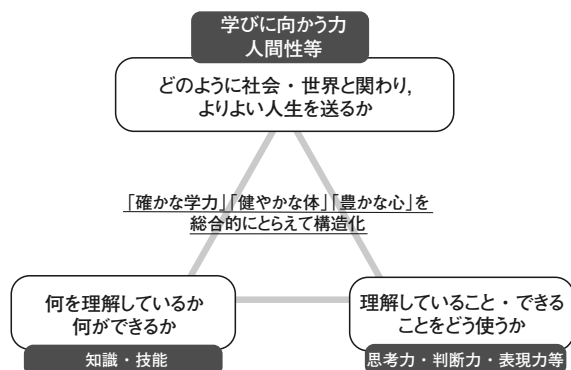 学びに向かう力
人間性等
どのように社会・世界と関わり，
よりよい人生を送るか
「確かな学力」「健やかな体」「豊かな心」を
総合的にとらえて構造化
何を理解しているか
何ができるか
知識・技能
理解していること・できる
ことをどう使うか
思考力・判断力・表現力等